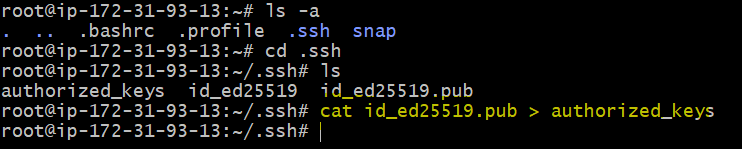 root@ip-172-31-93-13:~# ls -a
.  ..  .bashrc  .profile  .ssh  snap
root@ip-172-31-93-13:~# cd .ssh
root@ip-172-31-93-13:~/.ssh# ls
authorized_keys  id_ed25519  id_ed25519.pub
root@ip-172-31-93-13:~/.ssh# cat id_ed25519.pub > authorized_keys
root@ip-172-31-93-13:~/.ssh#